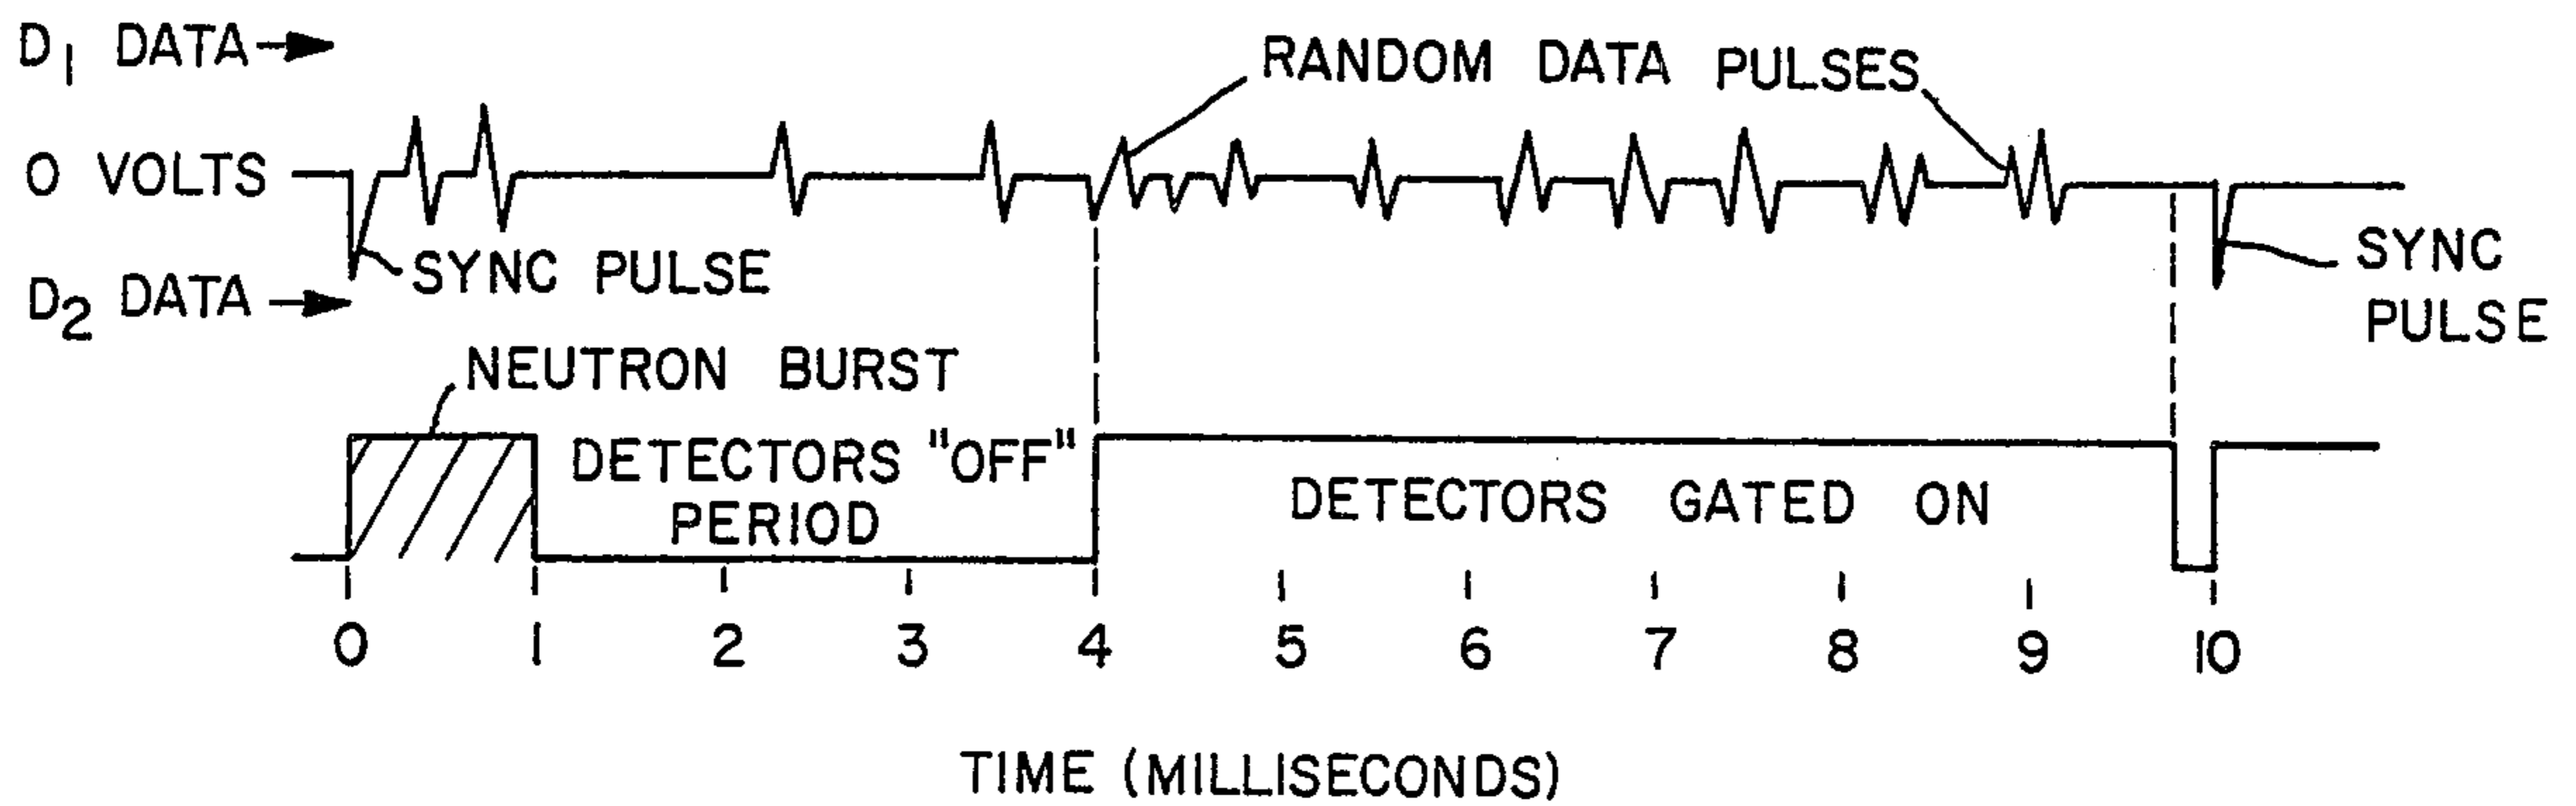 D1 DATA
RANDOM DATA PULSES
0 VOLTS
SYNC PULSE
SYNC
PULSE
D2 DATA
NEUTRON BURST
DETECTORS "OFF"
PERIOD
DETECTORS GATED ON
0 1 2 3 4 5 6 7 8 9 10
TIME (MILLISECONDS)